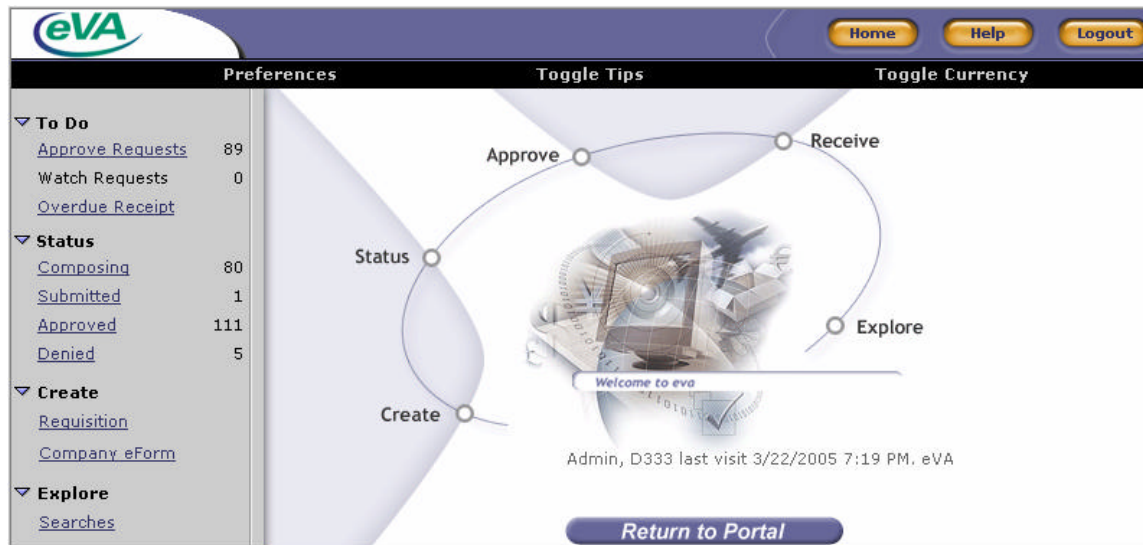 eVA
Home Help Logout
Preferences Toggle Tips Toggle Currency
To Do
Approve Requests 89
Watch Requests 0
Overdue Receipt
Status
Composing 80
Submitted 1
Approved 111
Denied 5
Create
Requisition
Company eForm
Explore
Searches
Receive
Approve
Status
Explore
Create
Welcome to eva
Admin, D333 last visit 3/22/2005 7:19 PM. eVA
Return to Portal